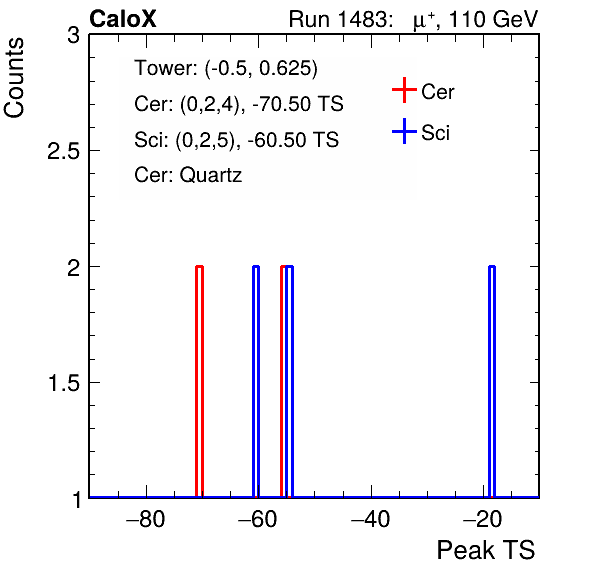 CaloX Run 1483: μ⁺, 110 GeV
Counts
3
2.5
2
1.5
1
Tower: (-0.5, 0.625)
Cer: (0,2,4), -70.50 TS
Sci: (0,2,5), -60.50 TS
Cer: Quartz
Cer
Sci
−80 −60 −40 −20
Peak TS